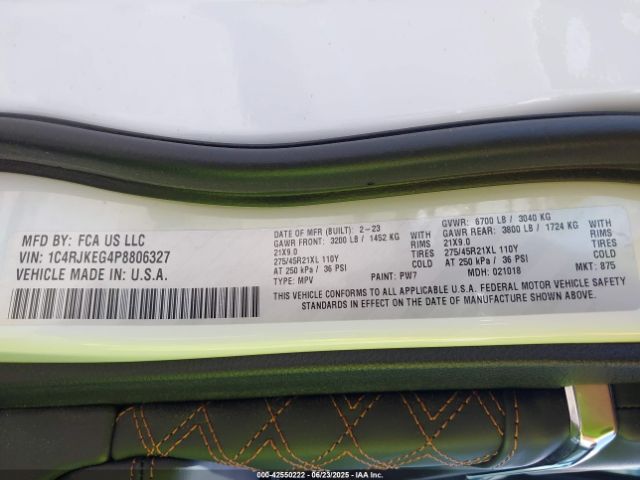 MFD BY: FCA US LLC
VIN: 1C4RJKEG4P8806327
VEHICLE MADE IN U.S.A.
DATE OF MFR (BUILT): 2-23
GAWR FRONT: 3200 LB / 1452 KG WITH
21X9.0 RIMS
275/45R21XL 110Y TIRES
AT 250 kPa / 36 PSI COLD
TYPE: MPV PAINT: PW7
GVWR: 6700 LB / 3040 KG
GAWR REAR: 3800 LB / 1724 KG WITH
21X9.0 RIMS
275/45R21XL 110Y TIRES
AT 250 kPa / 36 PSI COLD
MDH: 021018 MKT: 875
THIS VEHICLE CONFORMS TO ALL APPLICABLE U.S.A. FEDERAL MOTOR VEHICLE SAFETY
STANDARDS IN EFFECT ON THE DATE OF MANUFACTURE SHOWN ABOVE.
000-42550222 - 06/23/2025 - IAAI.COM